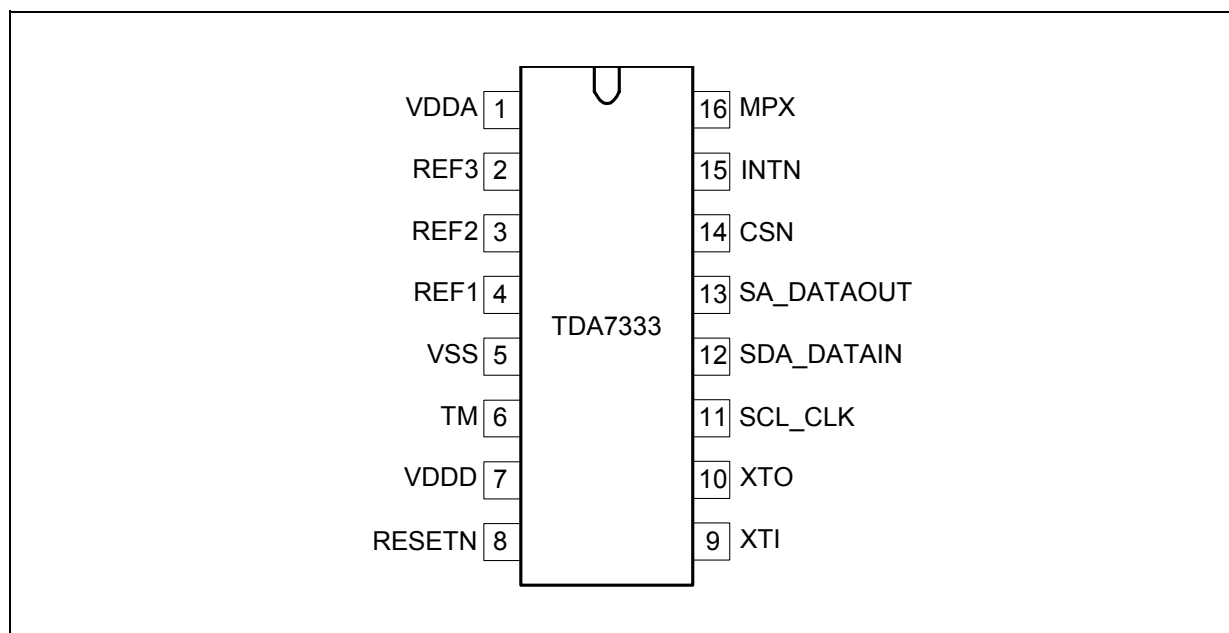 VDDA 1 16 MPX
REF3 2 15 INTN
REF2 3 14 CSN
REF1 4 13 SA_DATAOUT
TDA7333
VSS 5 12 SDA_DATAIN
TM 6 11 SCL_CLK
VDDD 7 10 XTO
RESETN 8 9 XTI